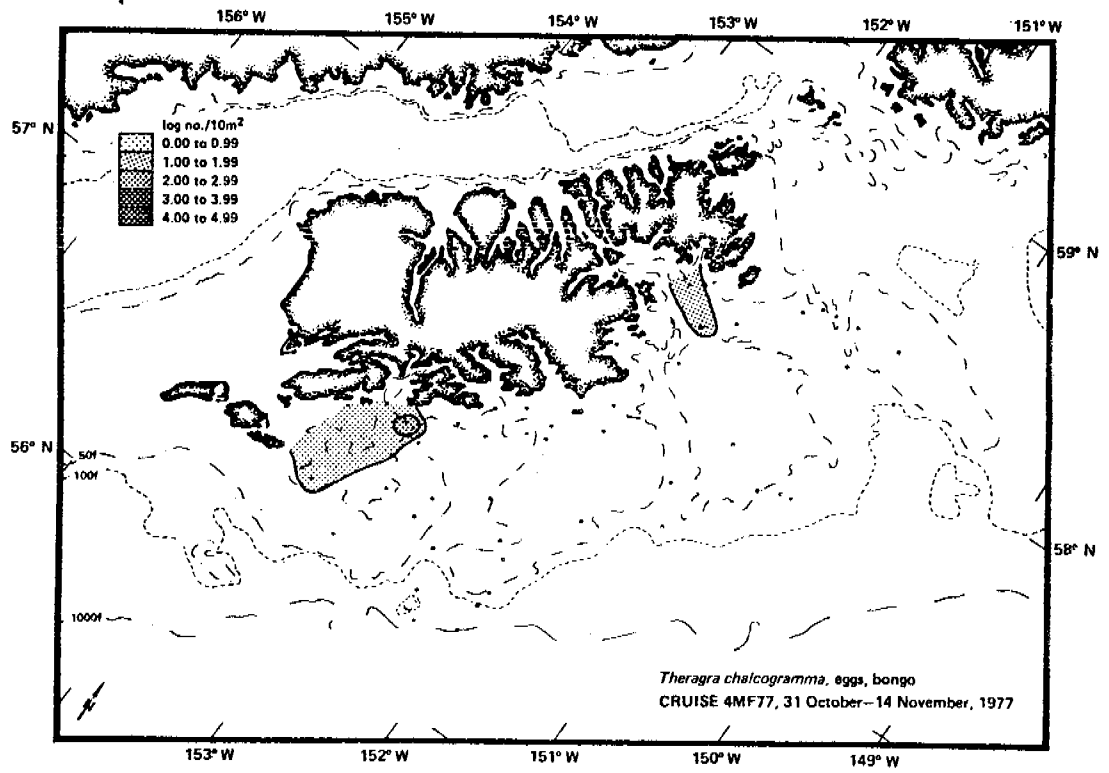 156° W 155° W 154° W 153° W 152° W 151° W
57° N
log no./10m²
0.00 to 0.99
1.00 to 1.99
2.00 to 2.99
3.00 to 3.99
4.00 to 4.99
59° N
56° N
50f
100f
58° N
1000f
Theragra chalcogramma, eggs, bongo
CRUISE 4MF77, 31 October–14 November, 1977
N
153° W 152° W 151° W 150° W 149° W